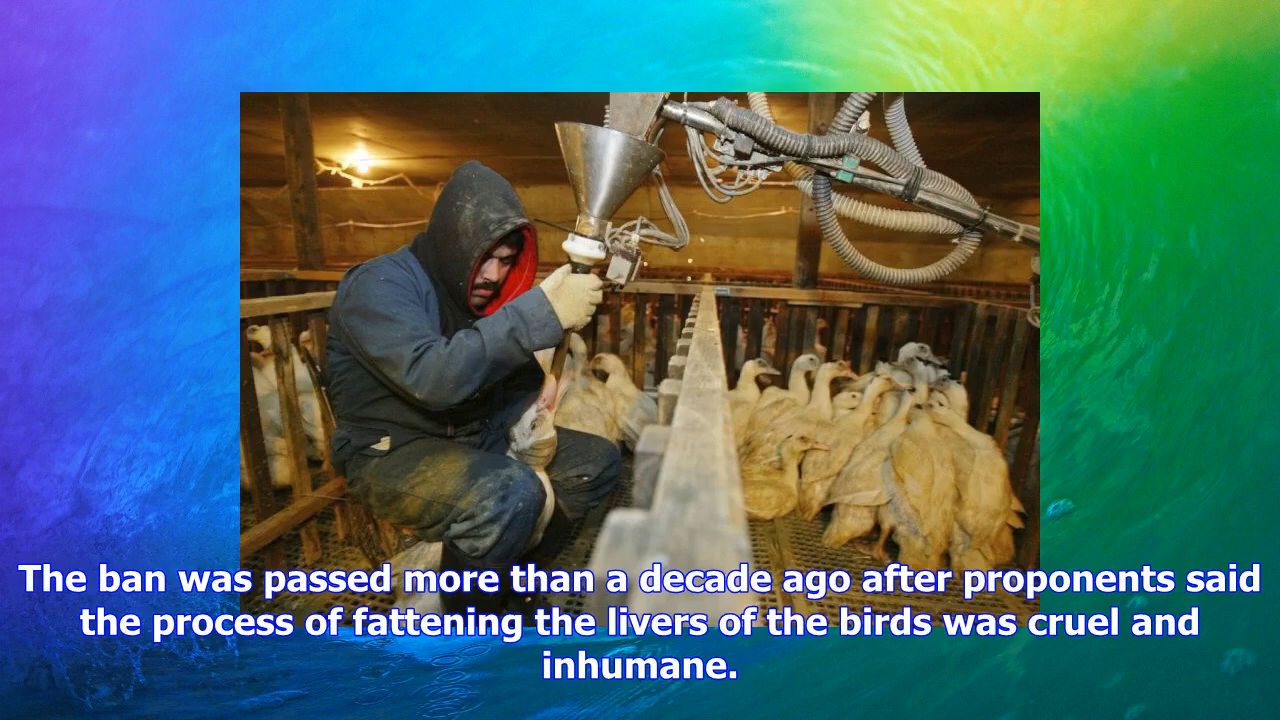 The ban was passed more than a decade ago after proponents said
the process of fattening the livers of the birds was cruel and
inhumane.